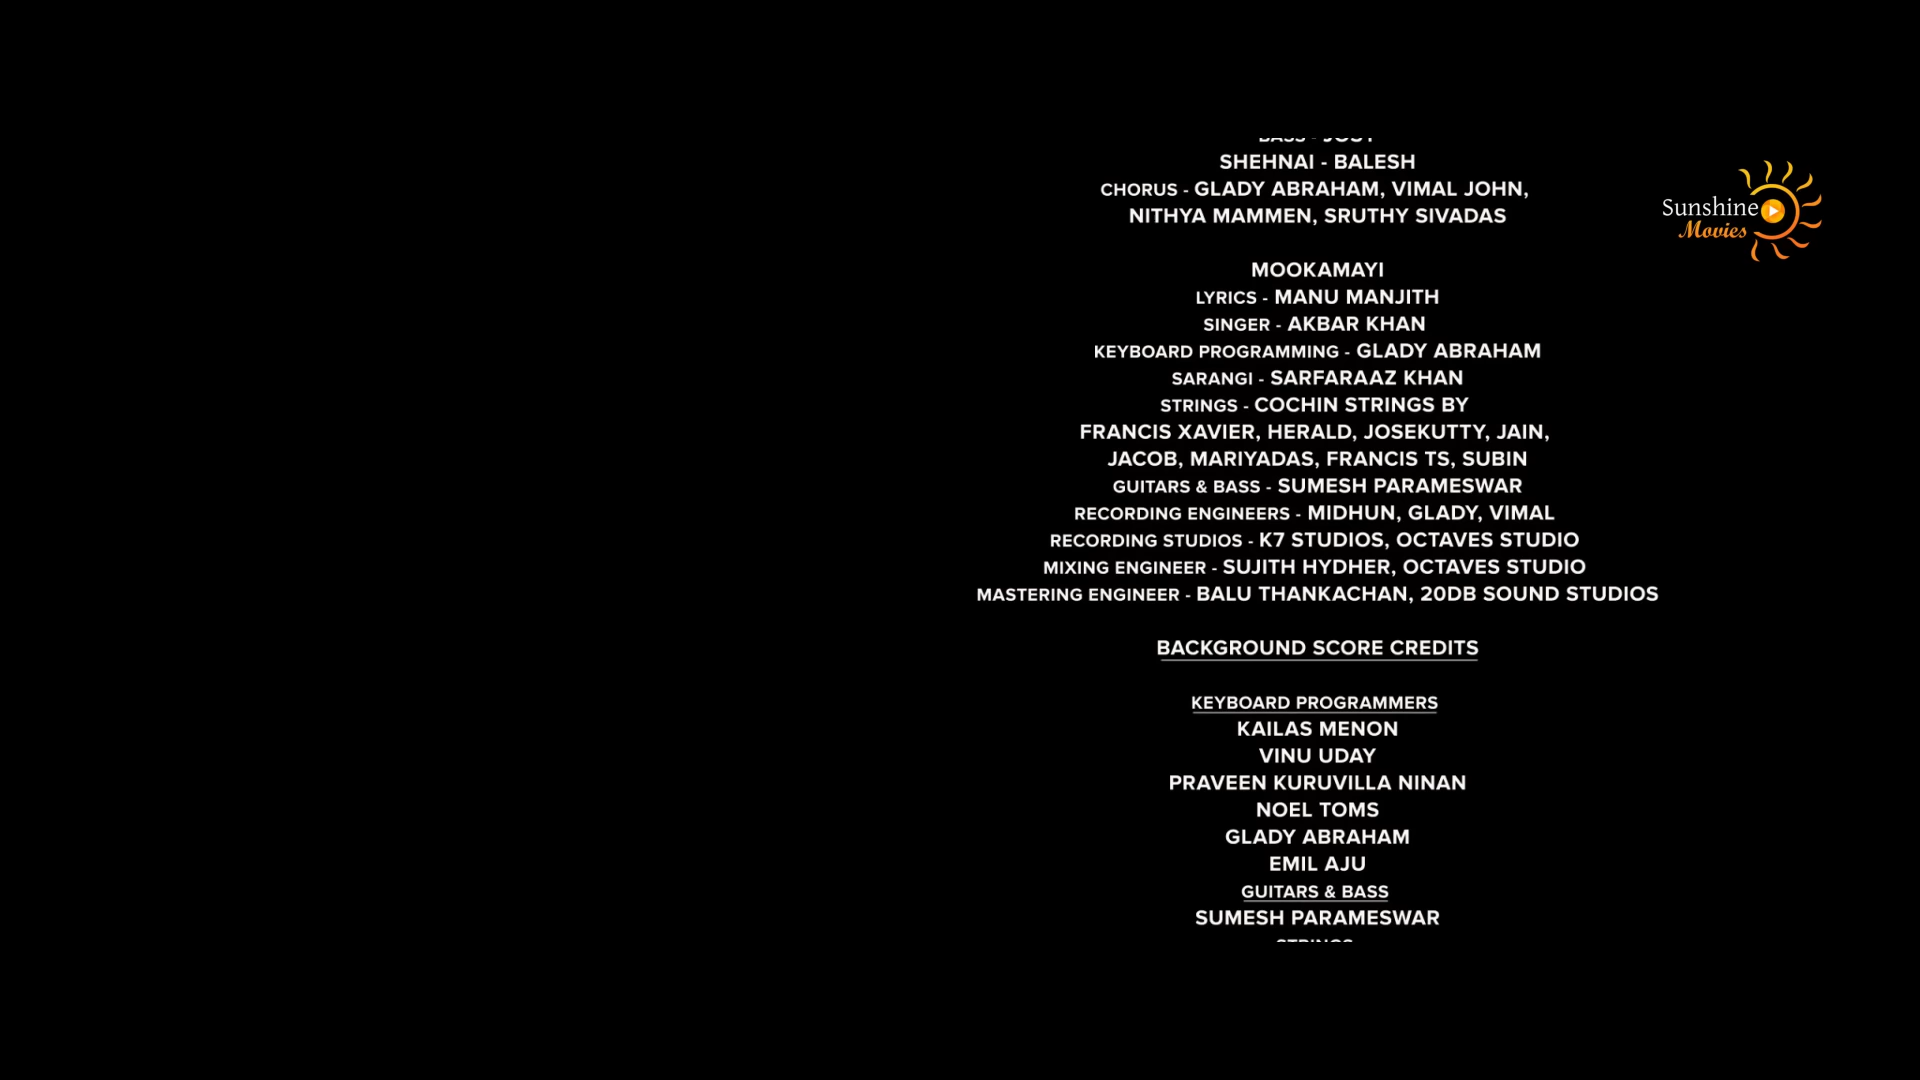 SHEHNAI - BALESH
CHORUS - GLADY ABRAHAM, VIMAL JOHN,
NITHYA MAMMEN, SRUTHY SIVADAS
Sunshine
Movies
MOOKAMAYI
LYRICS - MANU MANJITH
SINGER - AKBAR KHAN
KEYBOARD PROGRAMMING - GLADY ABRAHAM
SARANGI - SARFARAAZ KHAN
STRINGS - COCHIN STRINGS BY
FRANCIS XAVIER, HERALD, JOSEKUTTY, JAIN,
JACOB, MARIYADAS, FRANCIS TS, SUBIN
GUITARS & BASS - SUMESH PARAMESWAR
RECORDING ENGINEERS - MIDHUN, GLADY, VIMAL
RECORDING STUDIOS - K7 STUDIOS, OCTAVES STUDIO
MIXING ENGINEER - SUJITH HYDHER, OCTAVES STUDIO
MASTERING ENGINEER - BALU THANKACHAN, 20DB SOUND STUDIOS
BACKGROUND SCORE CREDITS
KEYBOARD PROGRAMMERS
KAILAS MENON
VINU UDAY
PRAVEEN KURUVILLA NINAN
NOEL TOMS
GLADY ABRAHAM
EMIL AJU
GUITARS & BASS
SUMESH PARAMESWAR